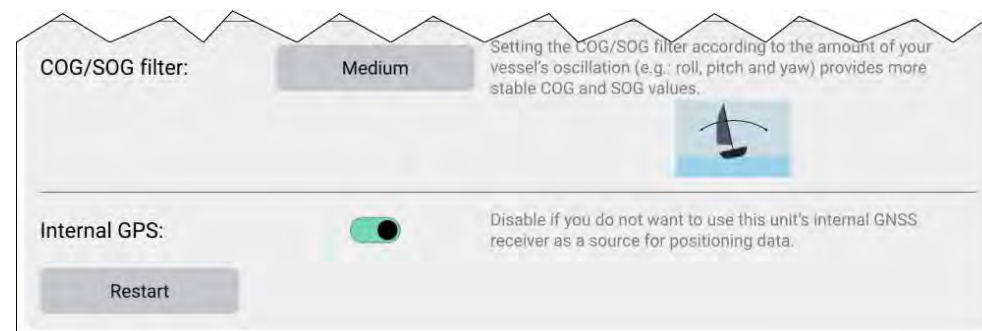 COG/SOG filter:
Medium
Setting the COG/SOG filter according to the amount of your
vessel's oscillation (e.g.: roll, pitch and yaw) provides more
stable COG and SOG values.
Internal GPS:
Disable if you do not want to use this unit's internal GNSS
receiver as a source for positioning data.
Restart